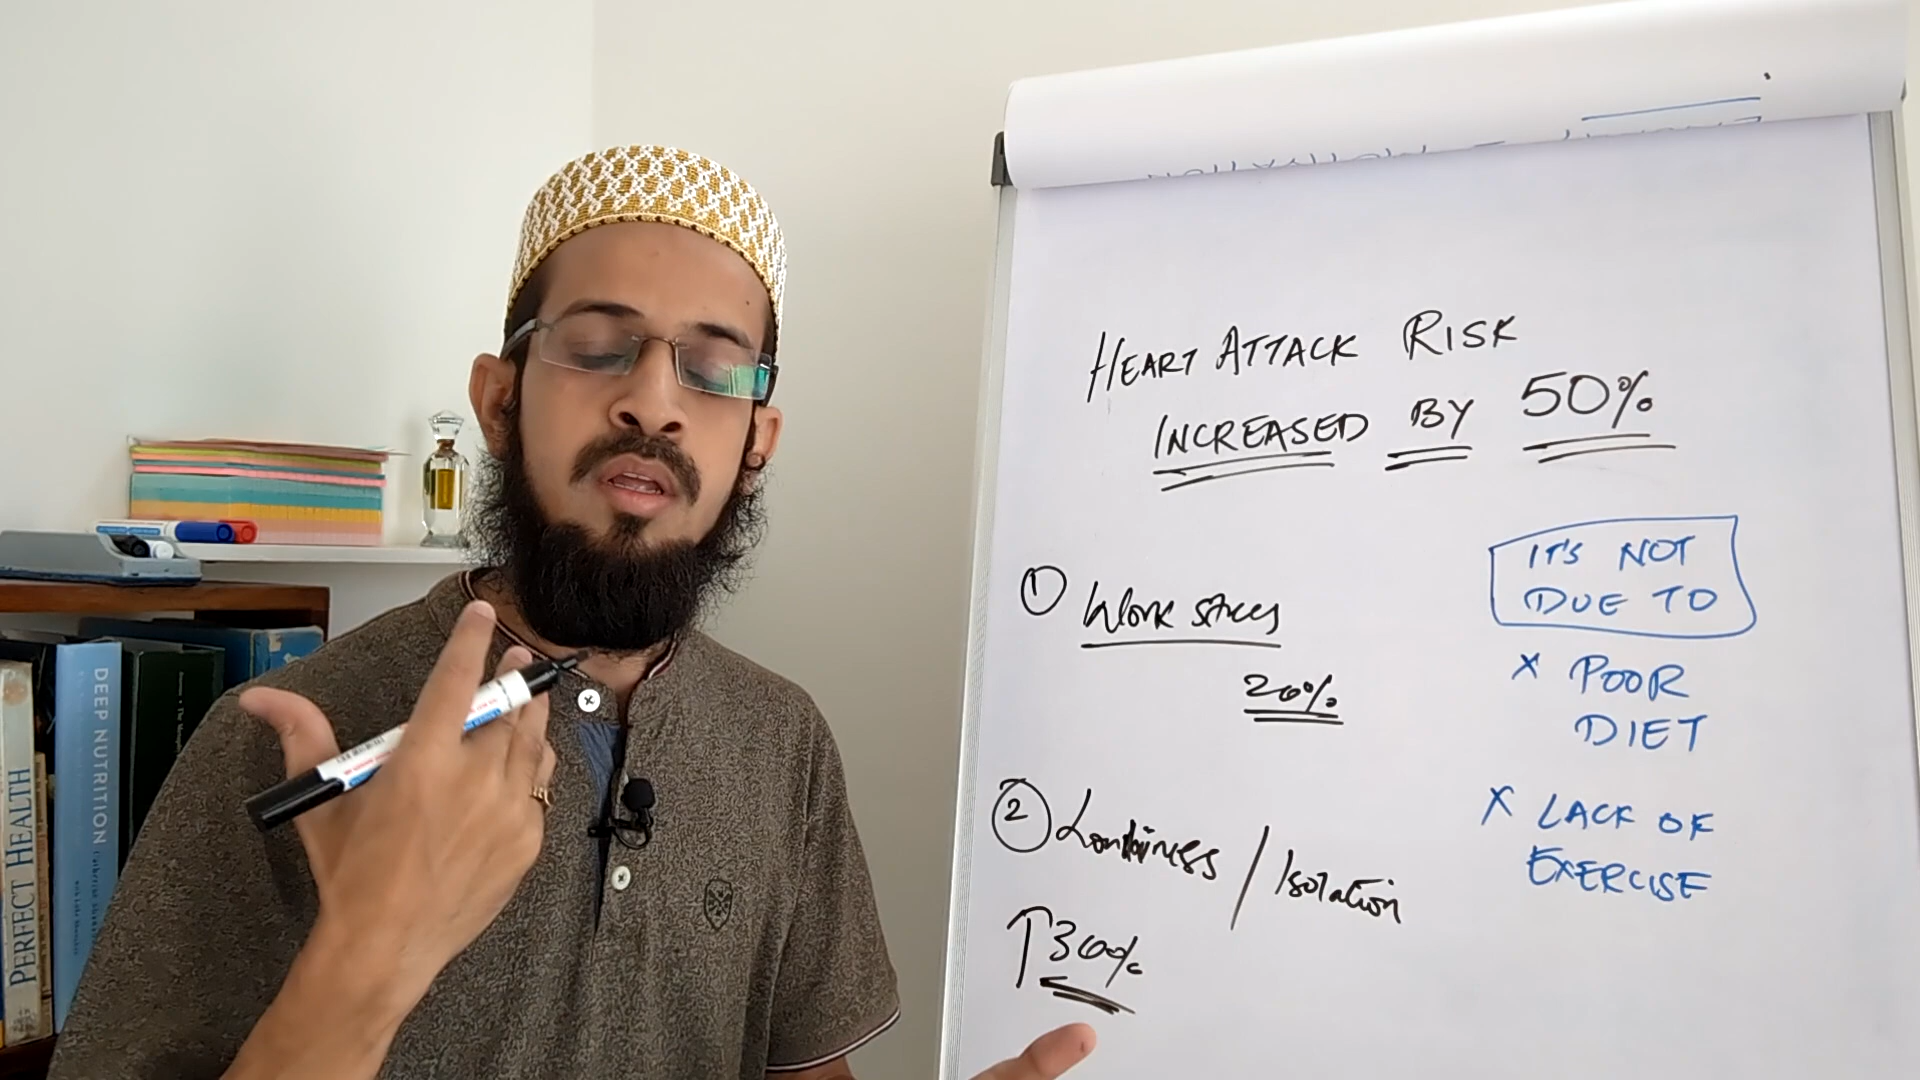 HEART ATTACK RISK
INCREASED BY 50%
① Work stress
20%
② Loneliness / Isolation
↑30%
IT'S NOT
DUE TO
x POOR
DIET
x LACK OF
EXERCISE
PERFECT HEALTH
DEEP NUTRITION